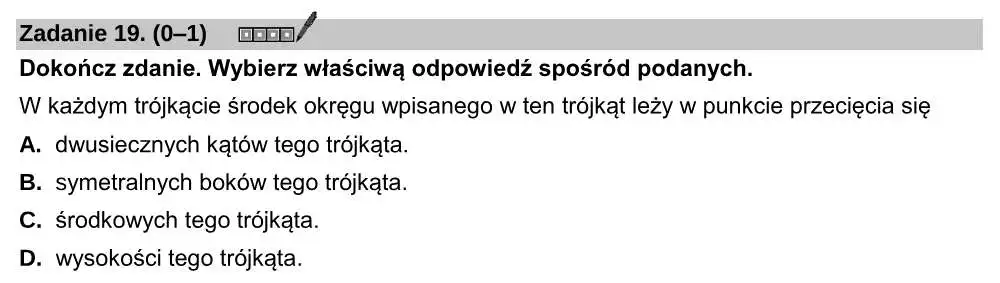 Zadanie 19. (0–1)
Dokończ zdanie. Wybierz właściwą odpowiedź spośród podanych.
W każdym trójkącie środek okręgu wpisanego w ten trójkąt leży w punkcie przecięcia się
A. dwusiecznych kątów tego trójkąta.
B. symetralnych boków tego trójkąta.
C. środkowych tego trójkąta.
D. wysokości tego trójkąta.